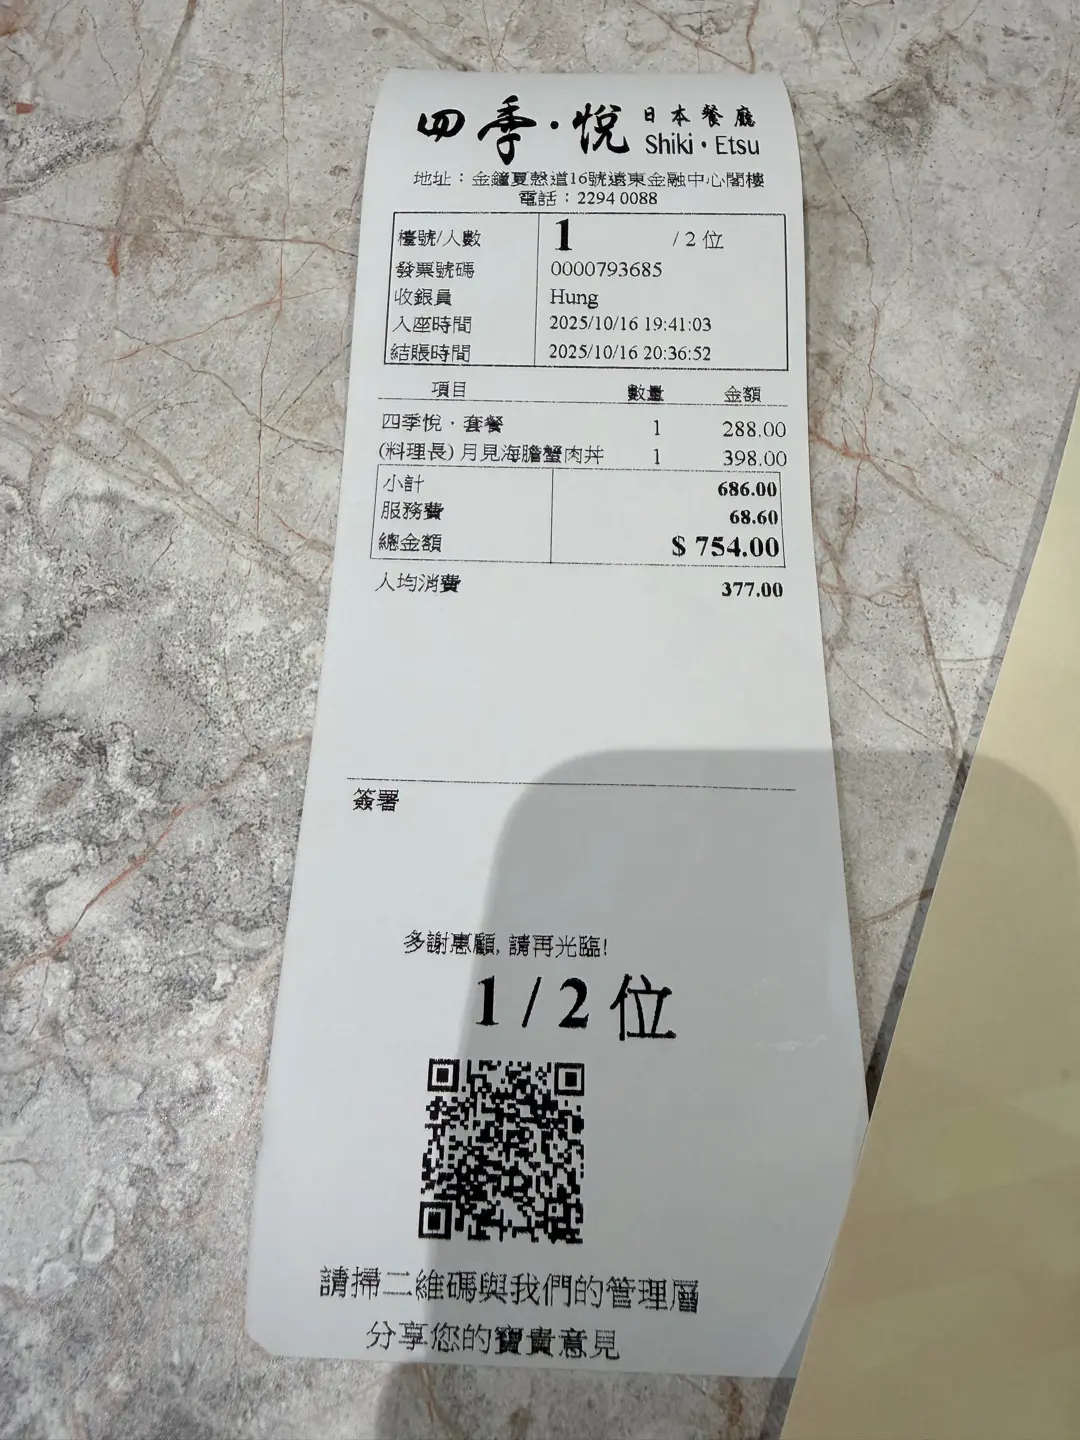 四季·悅 日本餐廳
Shiki·Etsu
地址：金鐘夏慤道16號遠東金融中心閣樓
電話：2294 0088
檯號/人數 1 / 2 位
發票號碼 0000793685
收銀員 Hung
入座時間 2025/10/16 19:41:03
結賬時間 2025/10/16 20:36:52
項目 數量 金額
四季悅·套餐 1 288.00
(料理長) 月見海膽蟹肉丼 1 398.00
小計 686.00
服務費 68.60
總金額 $ 754.00
人均消費 377.00
簽署
多謝惠顧, 請再光臨!
1 / 2 位
請掃二維碼與我們的管理層
分享您的寶貴意見